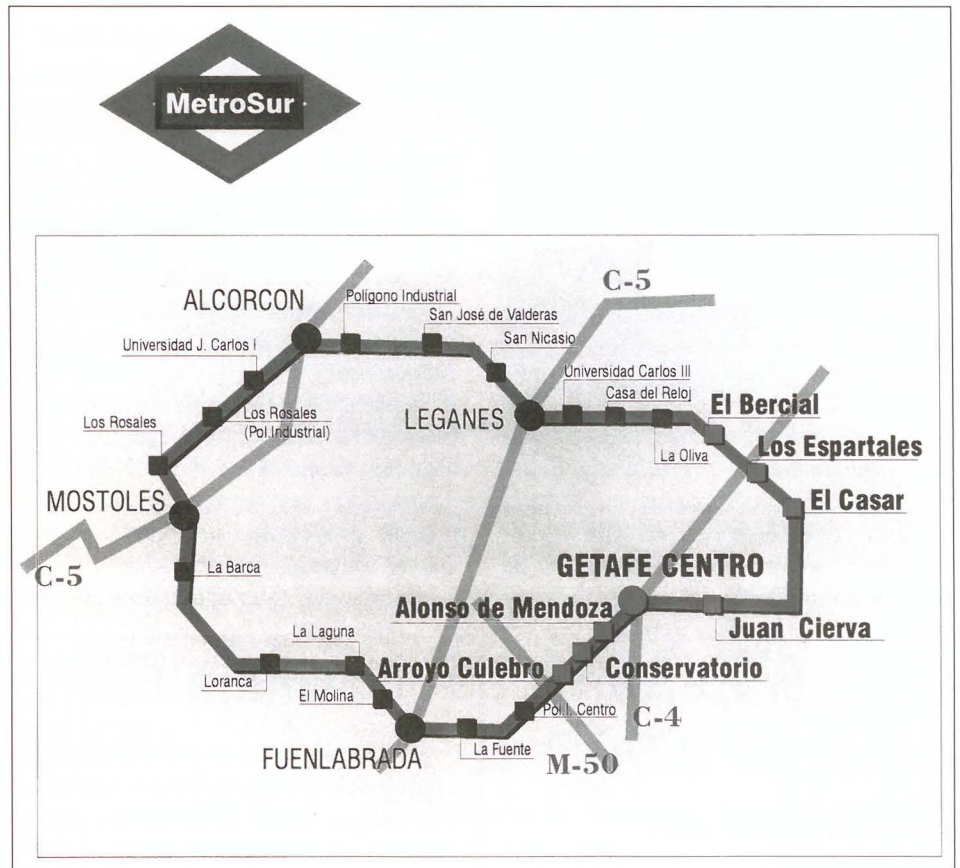 MetroSur
C-5
ALCORCON
Polígono Industrial
San José de Valderas
San Nicasio
Universidad J. Carlos I
Universidad Carlos III
Casa del Reloj
El Bercial
Los Rosales
Los Rosales
(Pol.Industrial)
LEGANES
La Oliva
Los Espartales
MOSTOLES
El Casar
C-5
La Barca
GETAFE CENTRO
Alonso de Mendoza
Juan Cierva
La Laguna
Arroyo Culebro
Conservatorio
Loranca
El Molina
Pol.I. Centro
C-4
FUENLABRADA
La Fuente
M-50